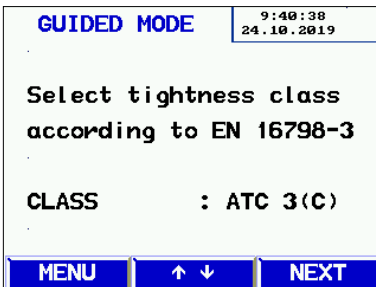 GUIDED MODE
9:40:38
24.10.2019
Select tightness class
according to EN 16798-3
CLASS : ATC 3(C)
MENU ↑ ↓ NEXT